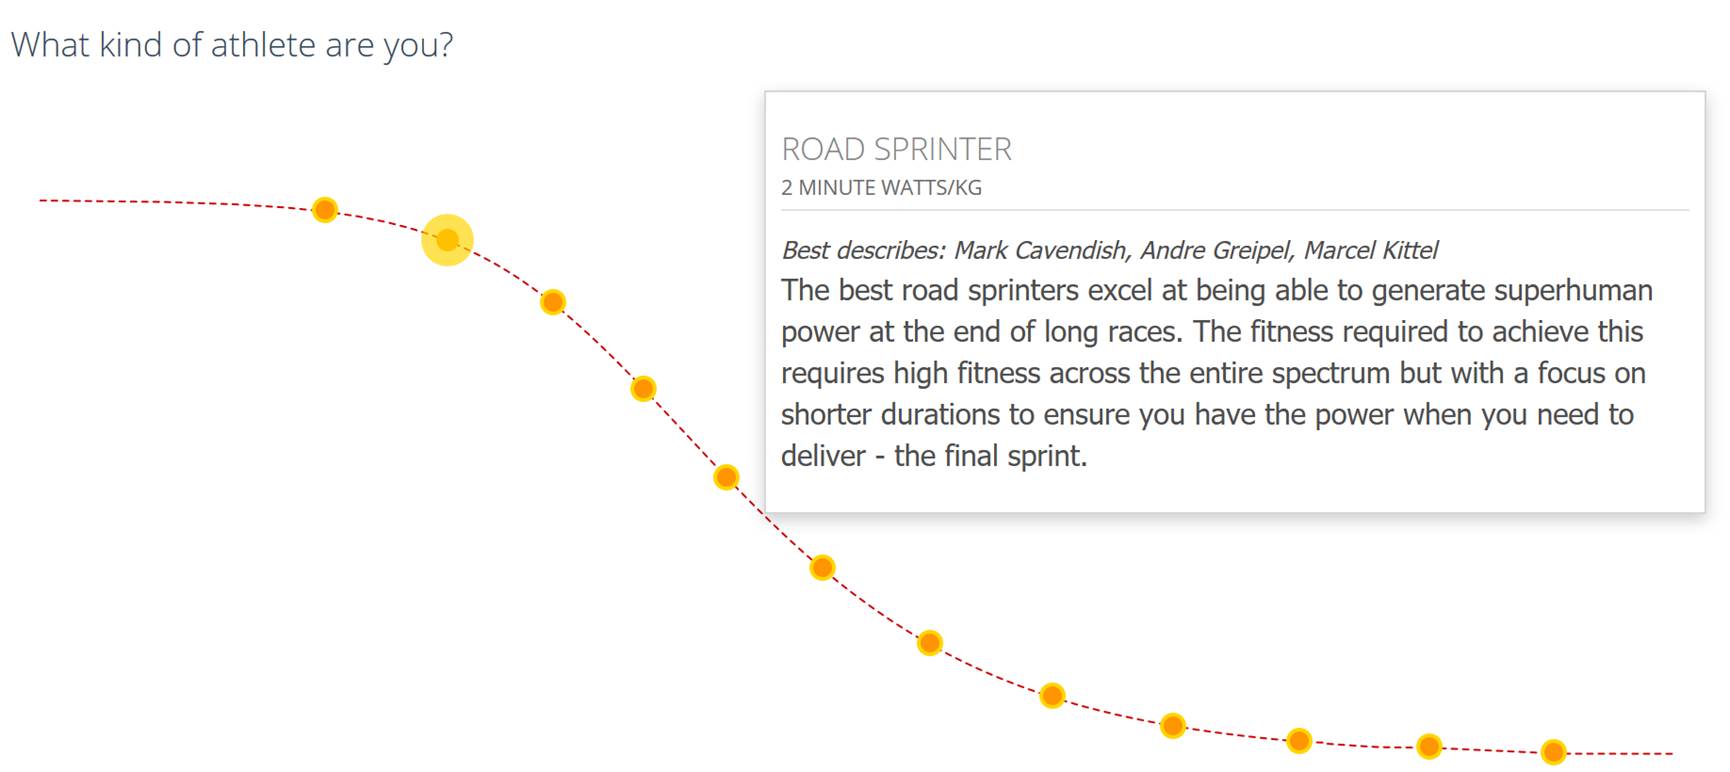 What kind of athlete are you?
ROAD SPRINTER
2 MINUTE WATTS/KG
Best describes: Mark Cavendish, Andre Greipel, Marcel Kittel
The best road sprinters excel at being able to generate superhuman
power at the end of long races. The fitness required to achieve this
requires high fitness across the entire spectrum but with a focus on
shorter durations to ensure you have the power when you need to
deliver - the final sprint.